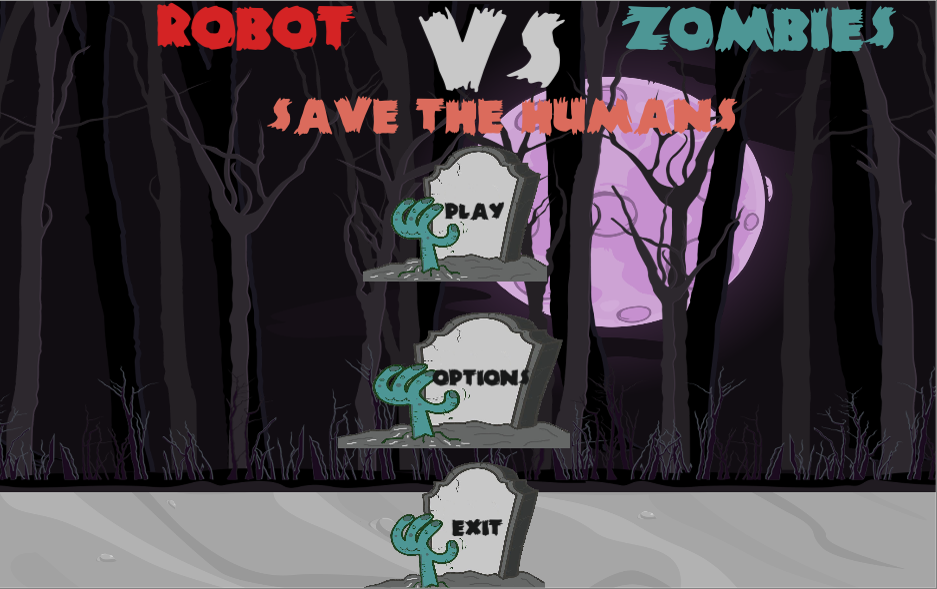 ROBOT VS ZOMBIES
SAVE THE HUMANS
PLAY
OPTIONS
EXIT